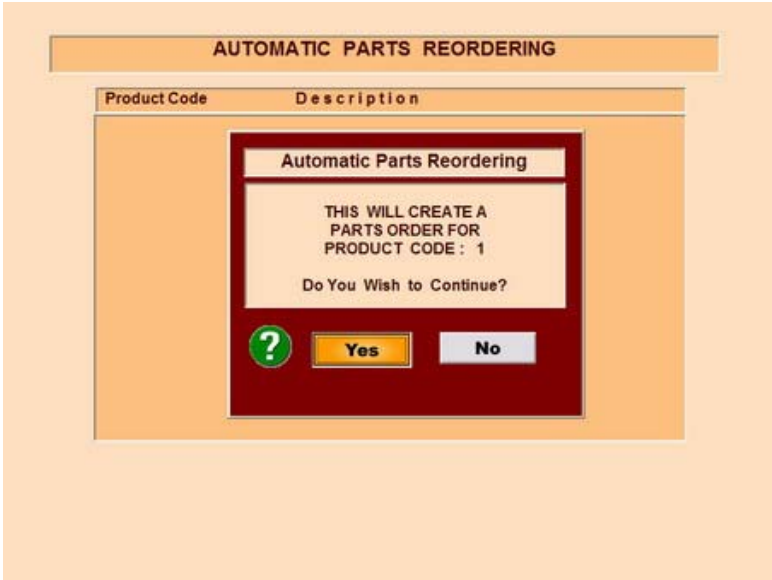 AUTOMATIC PARTS REORDERING
Product Code Description
Automatic Parts Reordering
THIS WILL CREATE A
PARTS ORDER FOR
PRODUCT CODE : 1
Do You Wish to Continue?
? Yes No